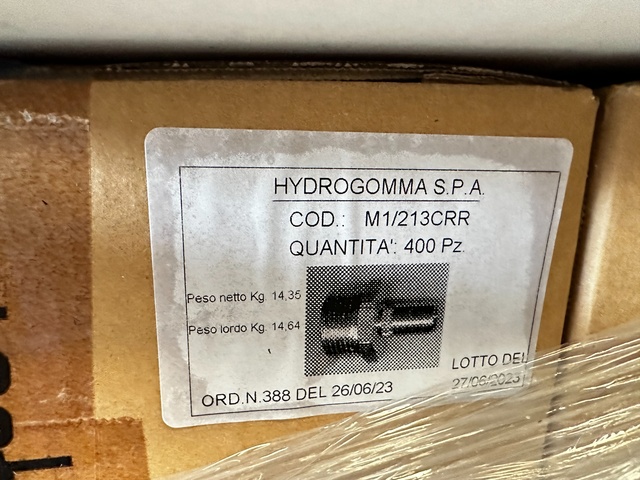 HYDROGOMMA S.P.A.
COD.: M1/213CRR
QUANTITA': 400 Pz.
Peso netto Kg. 14,35
Peso lordo Kg. 14,64
LOTTO DEL
27/06/2023
ORD.N.388 DEL 26/06/23